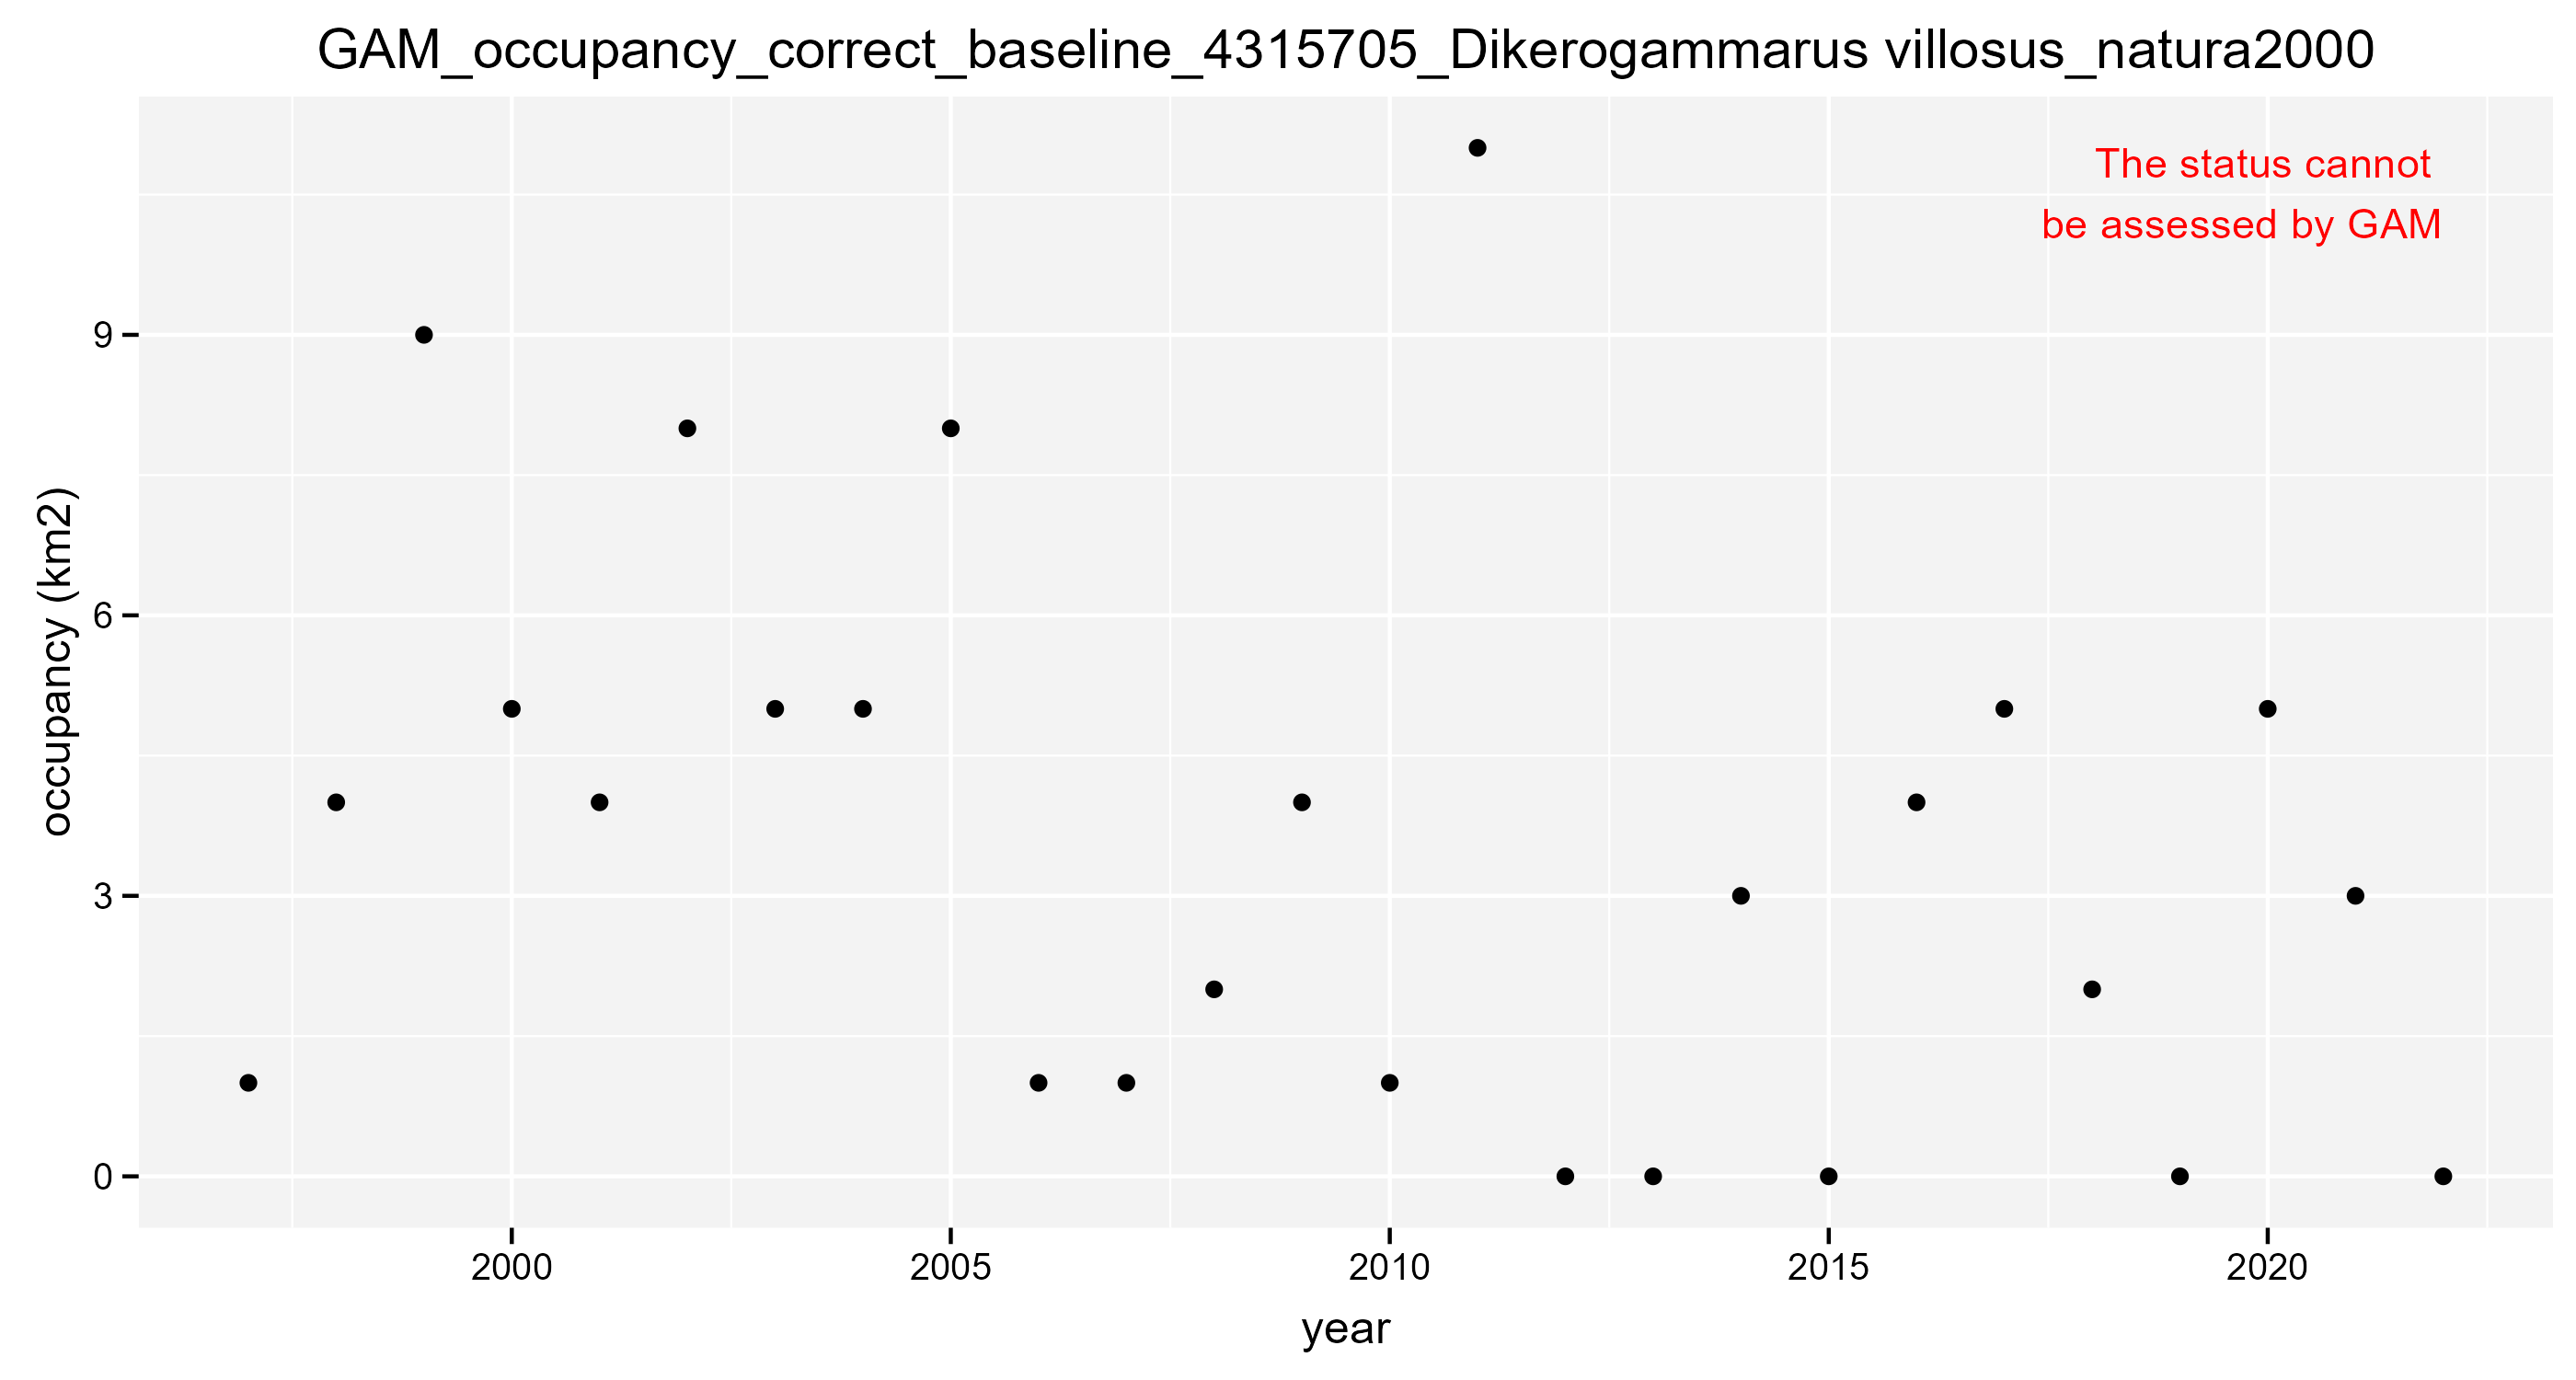 GAM_occupancy_correct_baseline_4315705_Dikerogammarus villosus_natura2000
The status cannot
be assessed by GAM
occupancy (km2)
9
6
3
0
2000
2005
2010
2015
2020
year